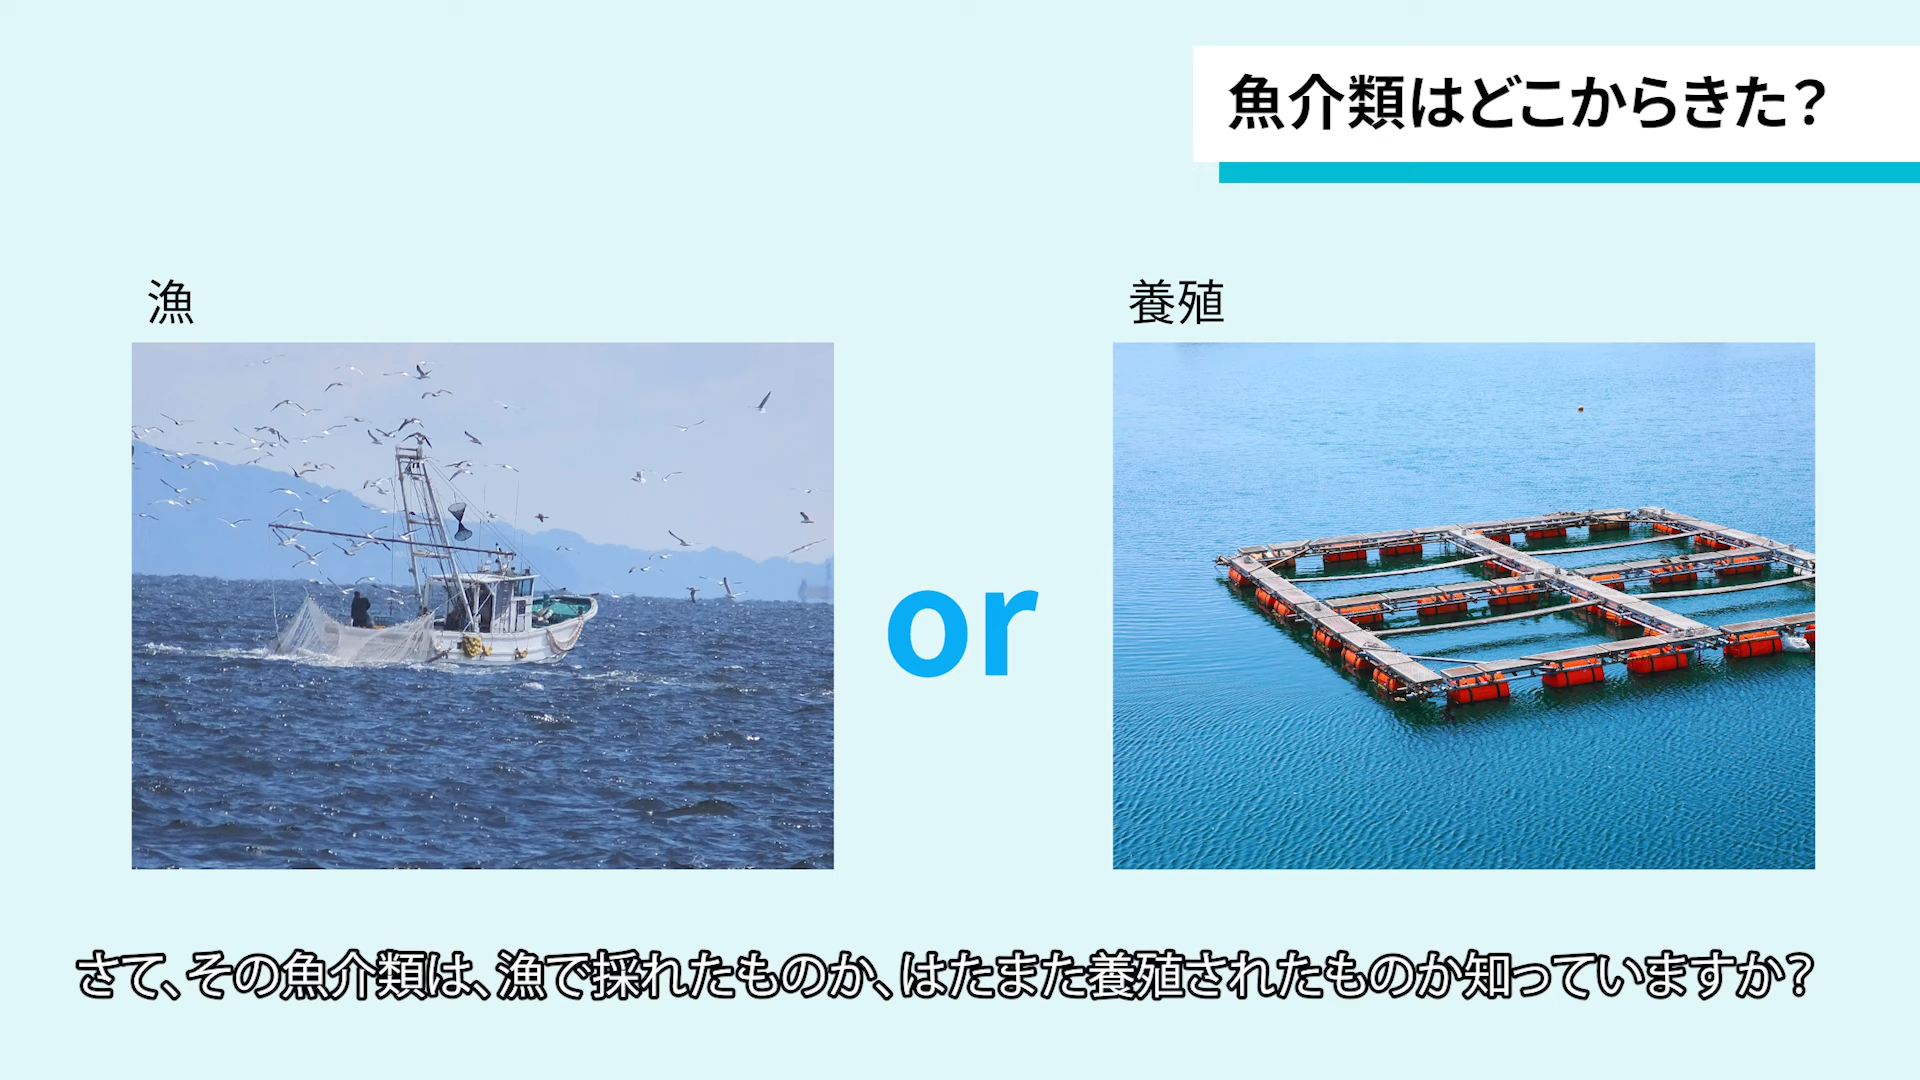 魚介類はどこからきた？
漁
養殖
or
さて、その魚介類は、漁で採れたものか、はたまた養殖されたものか知っていますか？